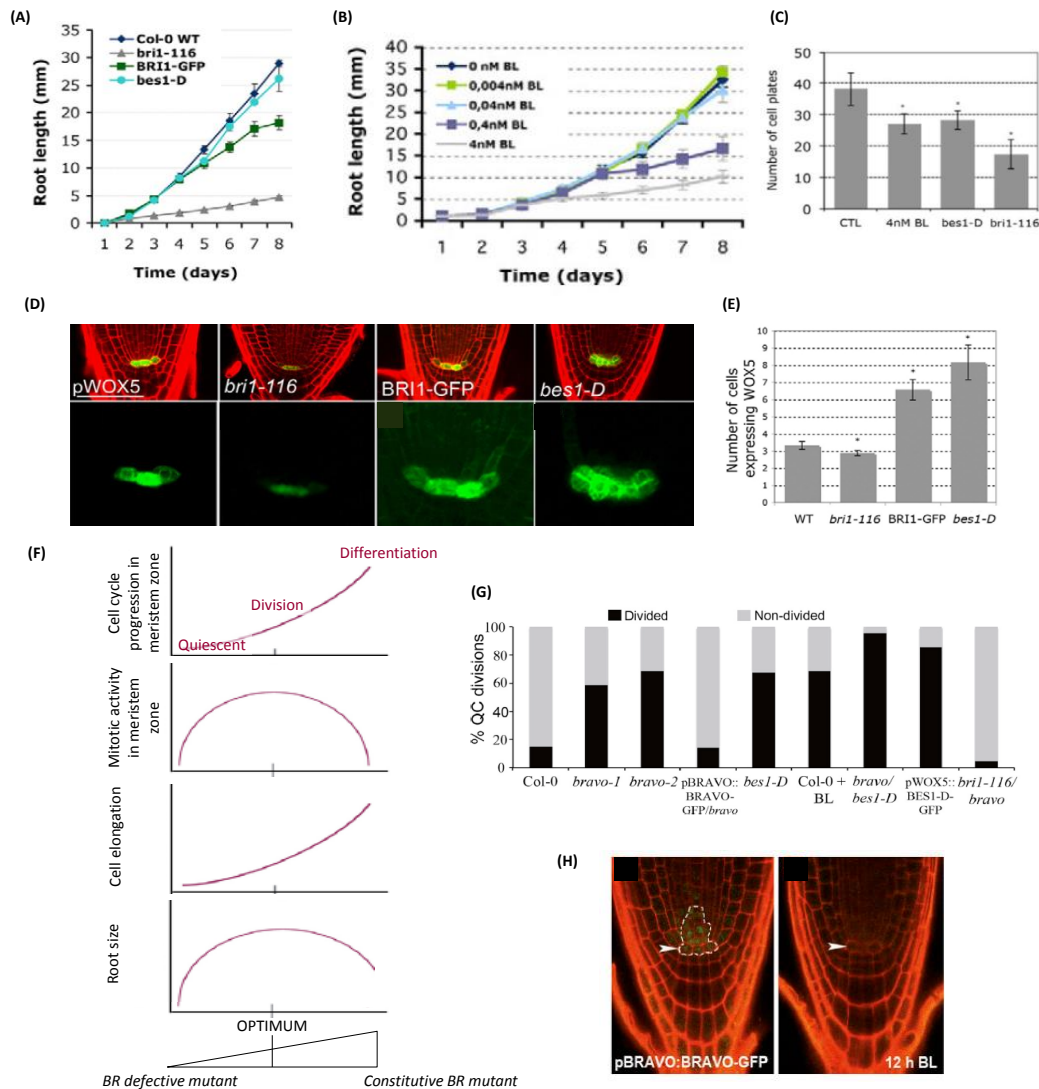 (A)
Col-0 WT
bri1-116
BRI1-GFP
bes1-D
Root length (mm)
35
30
25
20
15
10
5
0
1 2 3 4 5 6 7 8
Time (days)
(B)
0 nM BL
0,004nM BL
0,04nM BL
0,4nM BL
4nM BL
Root length (mm)
40
35
30
25
20
15
10
5
0
1 2 3 4 5 6 7 8
Time (days)
(C)
Number of cell plates
50
40
30
20
10
0
* * *
CTL 4nM BL bes1-D bri1-116
(D)
pWOX5 bri1-116 BRI1-GFP bes1-D
(E)
Number of cells
expressing WOX5
10
9
8
7
6
5
4
3
2
1
0
* * *
WT bri1-116 BRI1-GFP bes1-D
(F)
Cell cycle
progression in
meristem zone
Differentiation
Division
Quiescent
Mitotic activity
in meristem
zone
Cell elongation
Root size
OPTIMUM
BR defective mutant Constitutive BR mutant
(G)
Divided Non-divided
% QC divisions
100
80
60
40
20
0
Col-0 bravo-1 bravo-2 pBRAVO:: bes1-D Col-0 + bravo/ pWOX5:: bri1-116/
BRAVO- BL bes1-D BES1-D- bravo
GFP/bravo GFP
(H)
pBRAVO:BRAVO-GFP 12 h BL